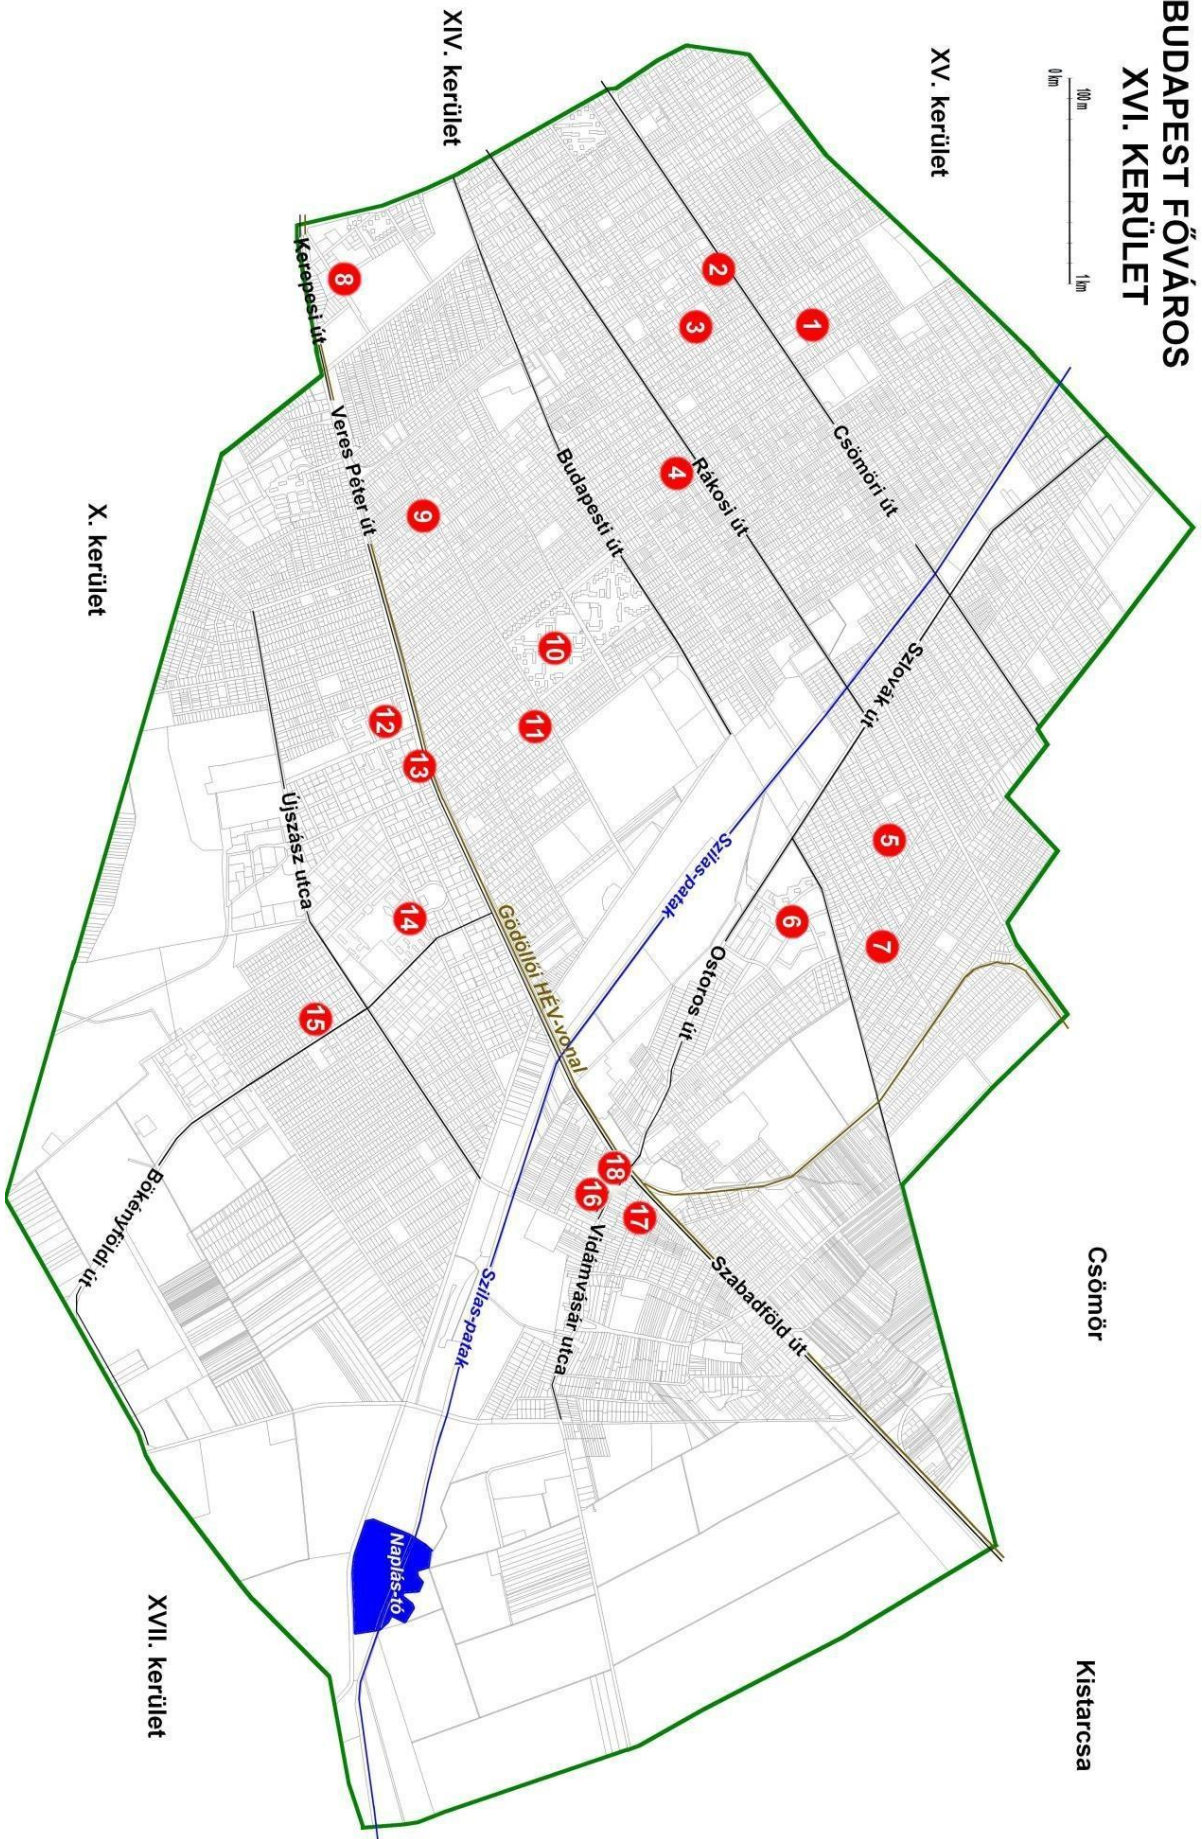 BUDAPEST FŐVÁROS
XVI. KERÜLET
0 km
100 m
1 km
XV. kerület
XIV. kerület
X. kerület
XVII. kerület
Csömör
Kistarcsa
1
2
3
4
5
6
7
8
9
10
11
12
13
14
15
16
17
18
Csömöri út
Rákosi út
Budapesti út
Szlovák út
Kerepesi út
Veres Péter út
Újszász utca
Szilas-patak
Ostoros út
Gödöllői HÉV-vonal
Bökényföldi út
Szilas-patak
Vidámvásár utca
Szabadföld út
Naplás-tó